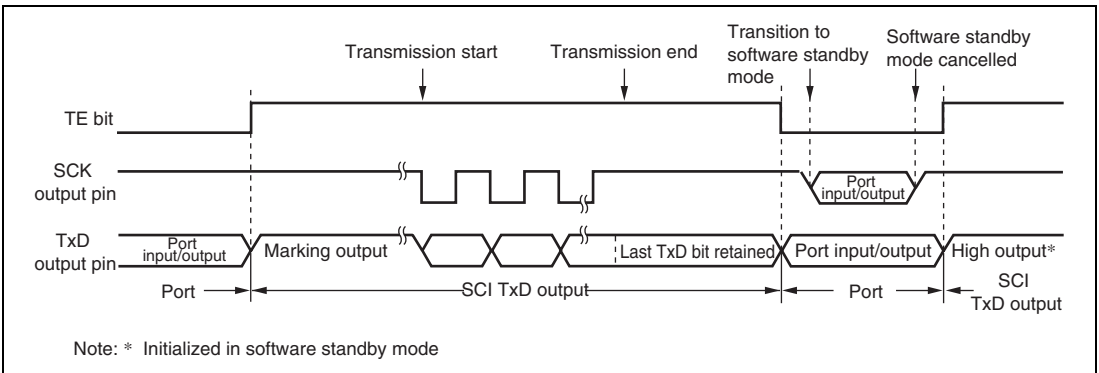 Transmission start
Transmission end
Transition to
software standby
mode
Software standby
mode cancelled
TE bit
SCK
output pin
Port
input/output
TxD
output pin
Port
input/output
Marking output
Last TxD bit retained
Port input/output
High output*
Port
SCI TxD output
Port
SCI
TxD output
Note: * Initialized in software standby mode